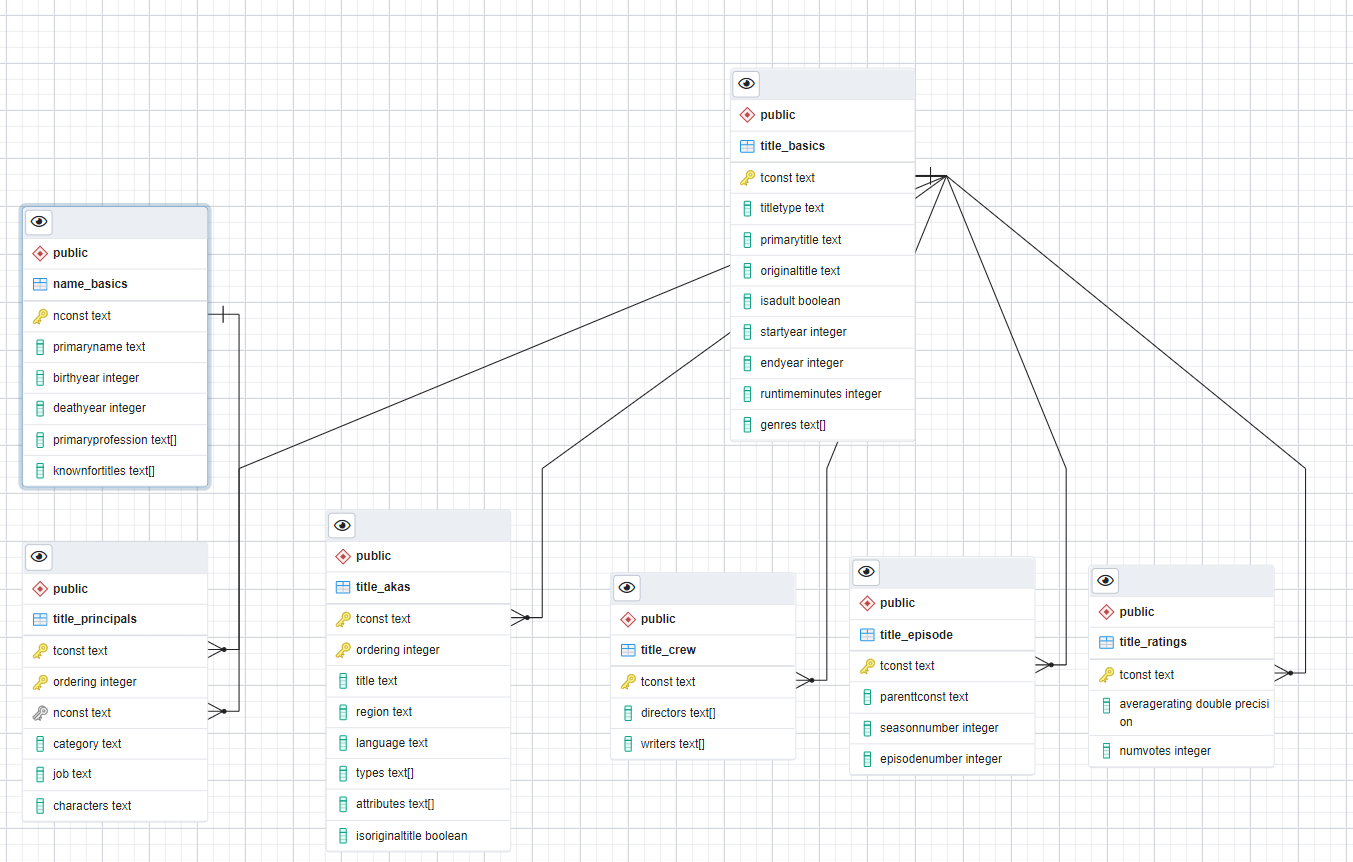 public
title_basics
tconst text
titletype text
primarytitle text
originaltitle text
isadult boolean
startyear integer
endyear integer
runtimeminutes integer
genres text[]
public
name_basics
nconst text
primaryname text
birthyear integer
deathyear integer
primaryprofession text[]
knownfortitles text[]
public
title_principals
tconst text
ordering integer
nconst text
category text
job text
characters text
public
title_akas
tconst text
ordering integer
title text
region text
language text
types text[]
attributes text[]
isoriginaltitle boolean
public
title_crew
tconst text
directors text[]
writers text[]
public
title_episode
tconst text
parenttconst text
seasonnumber integer
episodenumber integer
public
title_ratings
tconst text
averagerating double precisi
on
numvotes integer